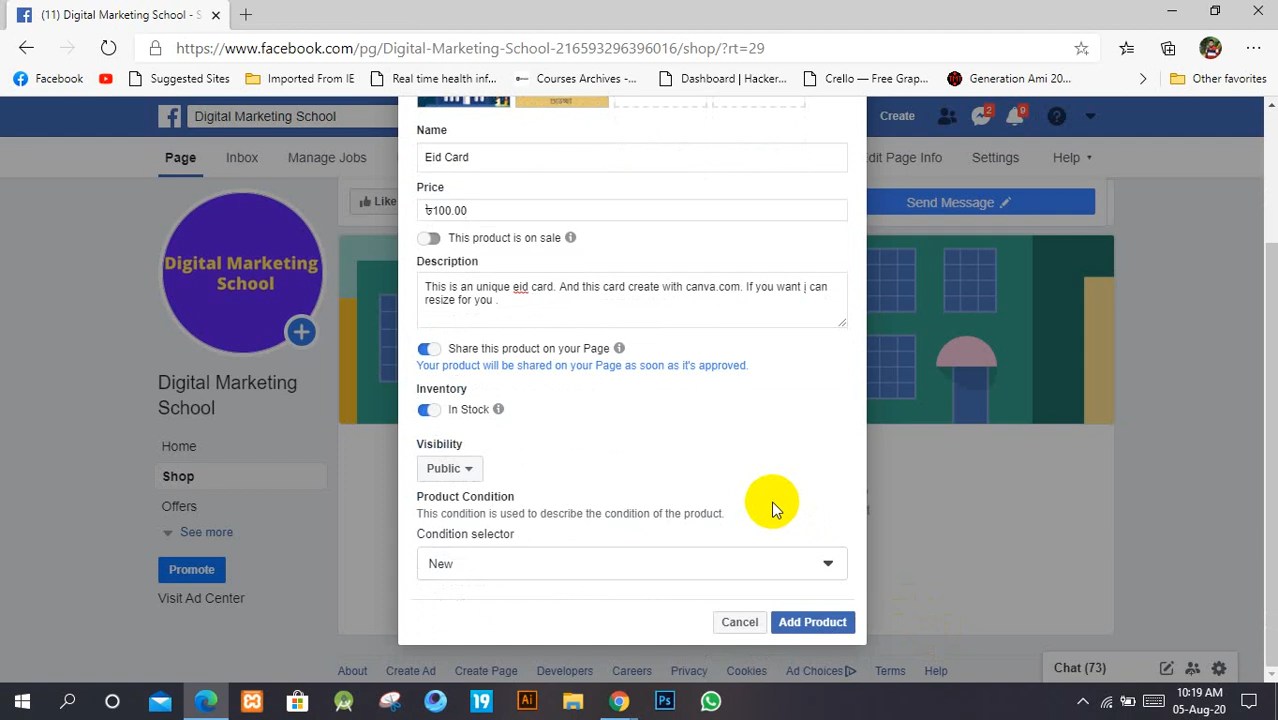 (11) Digital Marketing School - S
https://www.facebook.com/pg/Digital-Marketing-School-216593296396016/shop/?rt=29
Facebook
Suggested Sites
Imported From IE
Real time health inf...
Courses Archives -...
Dashboard | Hacker...
Crello — Free Grap...
Generation Ami 20...
Other favorites
Digital Marketing School
Create
2
9
Page
Inbox
Manage Jobs
dit Page Info
Settings
Help
Like
Send Message
Digital Marketing
School
Digital Marketing
School
Home
Shop
Offers
See more
Promote
Visit Ad Center
Name
Eid Card
Price
৳100.00
This product is on sale
Description
This is an unique eid card. And this card create with canva.com. If you want i can
resize for you .
Share this product on your Page
Your product will be shared on your Page as soon as it's approved.
Inventory
In Stock
Visibility
Public
Product Condition
This condition is used to describe the condition of the product.
Condition selector
New
Cancel
Add Product
About
Create Ad
Create Page
Developers
Careers
Privacy
Cookies
Ad Choices
Terms
Help
Chat (73)
19
Ai
Ps
10:19 AM
05-Aug-20